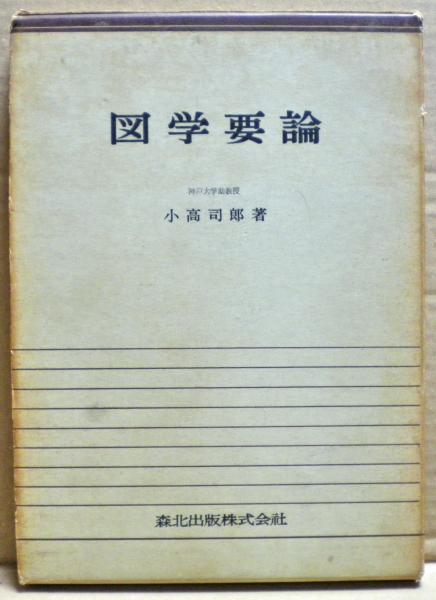 図学要論
神戸大学助教授
小高司郎著
森北出版株式会社